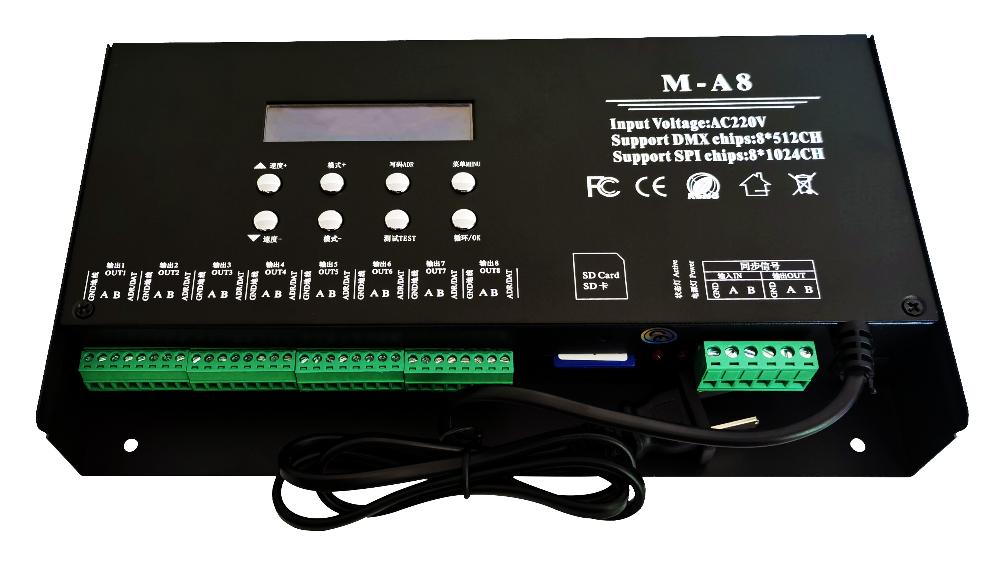 M-A8
Input Voltage:AC220V
Support DMX chips:8*512CH
Support SPI chips:8*1024CH
FC CE RoHS
速度+ 模式+ 写码ADR 菜单MENU
速度- 模式- 测试TEST 循环/OK
输出1 输出2 输出3 输出4 输出5 输出6 输出7 输出8
OUT1 OUT2 OUT3 OUT4 OUT5 OUT6 OUT7 OUT8
GND地线 A B ADR/DAT GND地线 A B ADR/DAT GND地线 A B ADR/DAT GND地线 A B ADR/DAT GND地线 A B ADR/DAT GND地线 A B ADR/DAT GND地线 A B ADR/DAT GND地线 A B ADR/DAT
SD Card
SD卡
状态灯 Active
电源灯 Power
同步信号
输入IN 输出OUT
GND A B GND A B